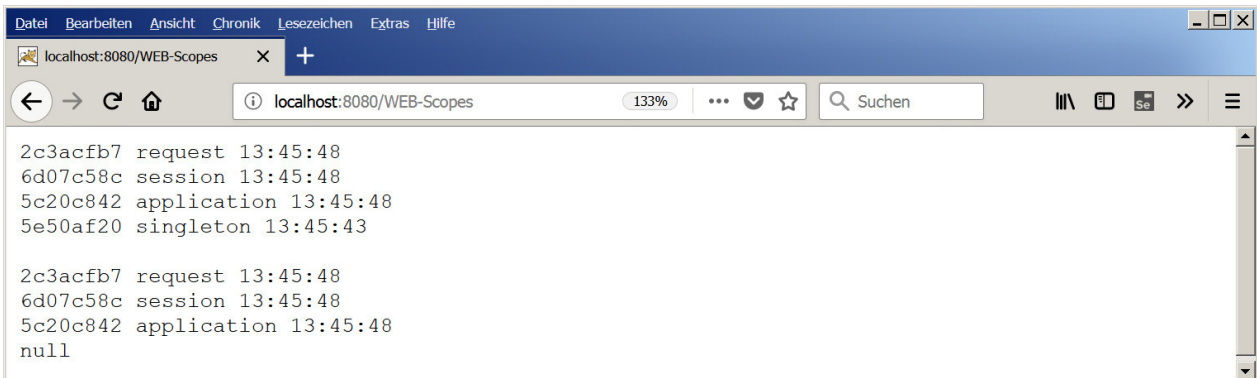 Datei Bearbeiten Ansicht Chronik Lesezeichen Extras Hilfe
localhost:8080/WEB-Scopes
localhost:8080/WEB-Scopes 133% Suchen Se
2c3acfb7 request 13:45:48
6d07c58c session 13:45:48
5c20c842 application 13:45:48
5e50af20 singleton 13:45:43
2c3acfb7 request 13:45:48
6d07c58c session 13:45:48
5c20c842 application 13:45:48
null